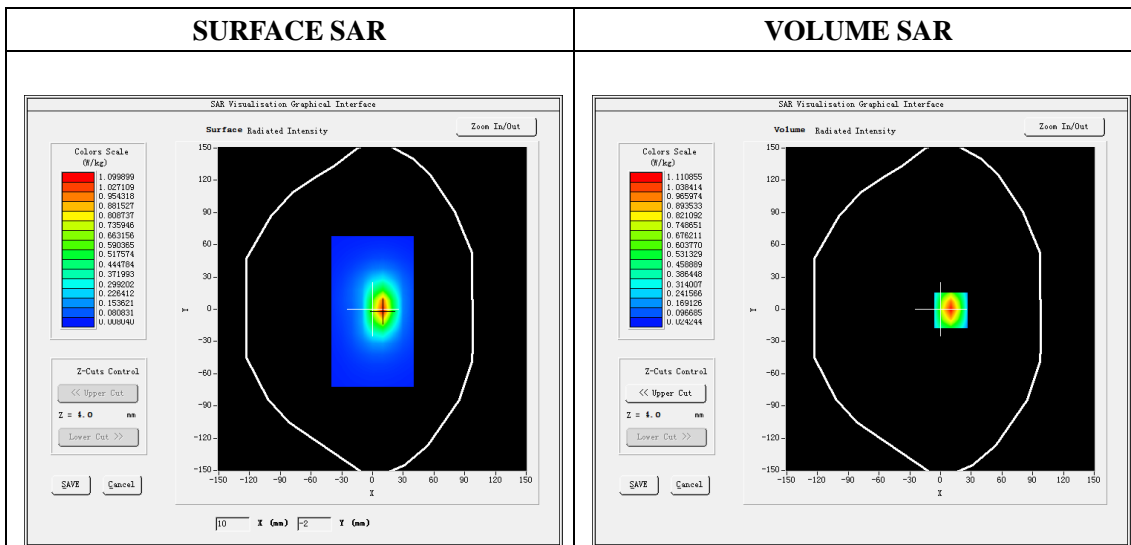 SURFACE SAR
VOLUME SAR
SAR Visualisation Graphical Interface
Surface Radiated Intensity
Zoom In/Out
Colors Scale
(W/kg)
1.099899
1.027109
0.954318
0.881527
0.808737
0.735946
0.663156
0.590365
0.517574
0.444784
0.371993
0.299202
0.226412
0.153621
0.080831
0.008040
150
120
90
60
30
0
-30
-60
-90
-120
-150
Y
-150 -120 -90 -60 -30 0 30 60 90 120 150
X
Z-Cuts Control
<< Upper Cut
Z = 4.0 mm
Lower Cut >>
SAVE Cancel
10 X (mm) -2 Y (mm)
SAR Visualisation Graphical Interface
Volume Radiated Intensity
Zoom In/Out
Colors Scale
(W/kg)
1.110855
1.038414
0.965974
0.893533
0.821092
0.748651
0.676211
0.603770
0.531329
0.458889
0.386448
0.314007
0.241566
0.169126
0.096685
0.024244
150
120
90
60
30
0
-30
-60
-90
-120
-150
Y
-150 -120 -90 -60 -30 0 30 60 90 120 150
X
Z-Cuts Control
<< Upper Cut
Z = 4.0 mm
Lower Cut >>
SAVE Cancel